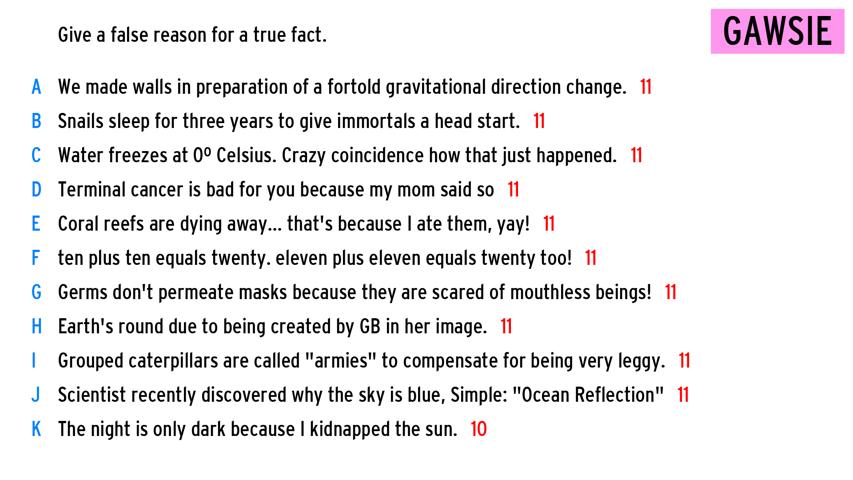 Give a false reason for a true fact.
GAWSIE
A We made walls in preparation of a fortold gravitational direction change. 11
B Snails sleep for three years to give immortals a head start. 11
C Water freezes at 0º Celsius. Crazy coincidence how that just happened. 11
D Terminal cancer is bad for you because my mom said so 11
E Coral reefs are dying away... that's because I ate them, yay! 11
F ten plus ten equals twenty. eleven plus eleven equals twenty too! 11
G Germs don't permeate masks because they are scared of mouthless beings! 11
H Earth's round due to being created by GB in her image. 11
I Grouped caterpillars are called "armies" to compensate for being very leggy. 11
J Scientist recently discovered why the sky is blue, Simple: "Ocean Reflection" 11
K The night is only dark because I kidnapped the sun. 10